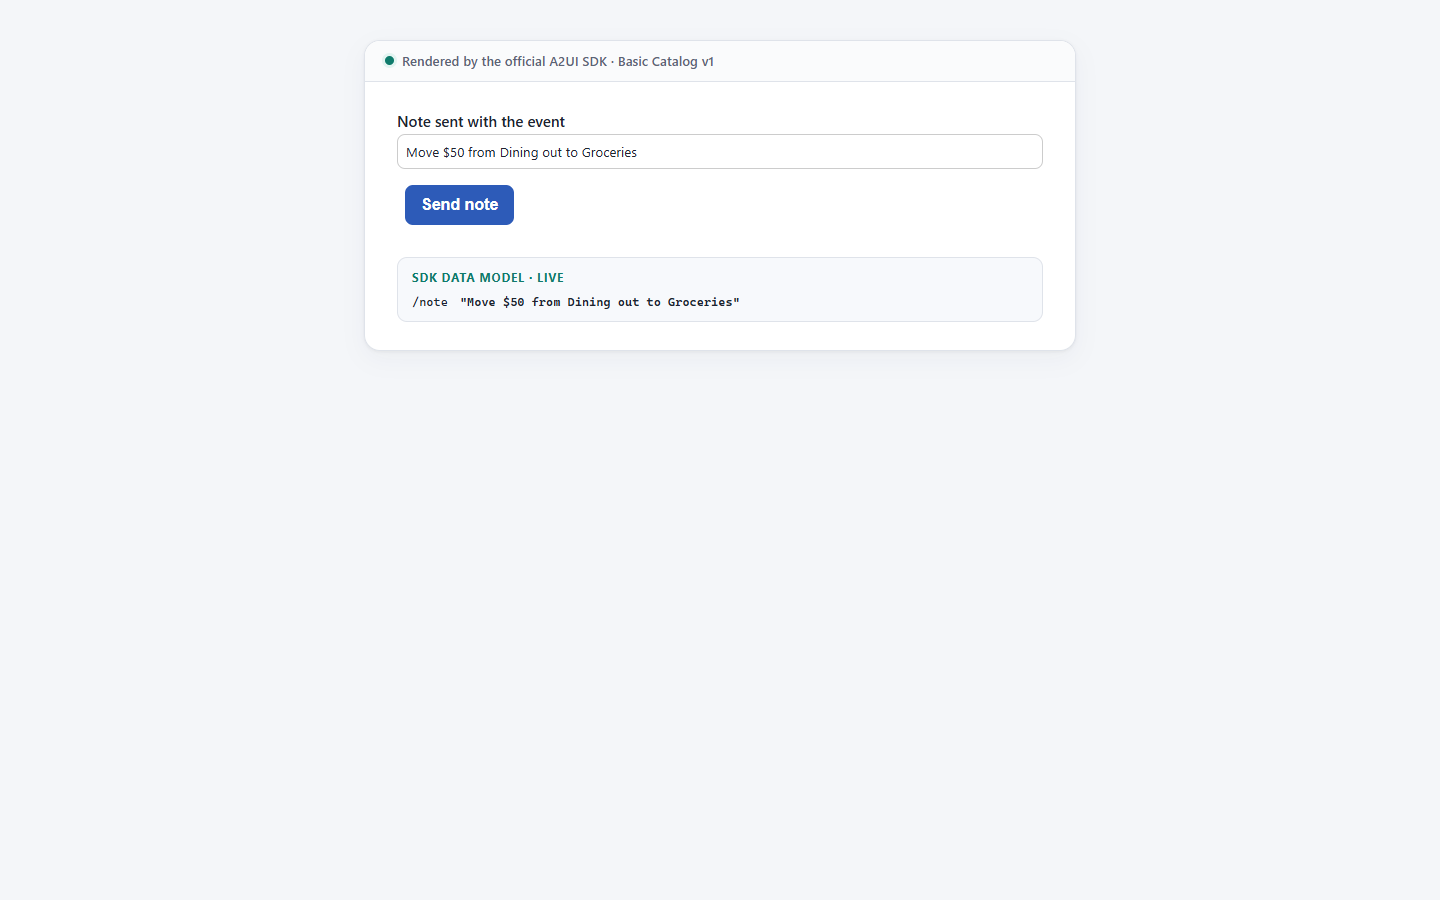 Rendered by the official A2UI SDK · Basic Catalog v1
Note sent with the event
Move $50 from Dining out to Groceries
Send note
SDK DATA MODEL · LIVE
/note "Move $50 from Dining out to Groceries"